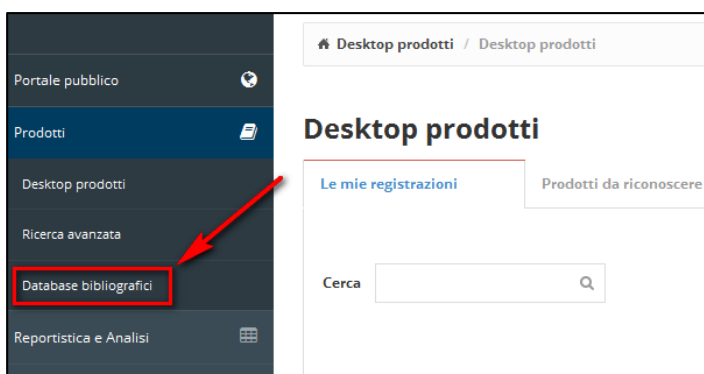 Portale pubblico
Prodotti
Desktop prodotti
Ricerca avanzata
Database bibliografici
Reportistica e Analisi
Desktop prodotti / Desktop prodotti
Desktop prodotti
Le mie registrazioni Prodotti da riconoscere
Cerca